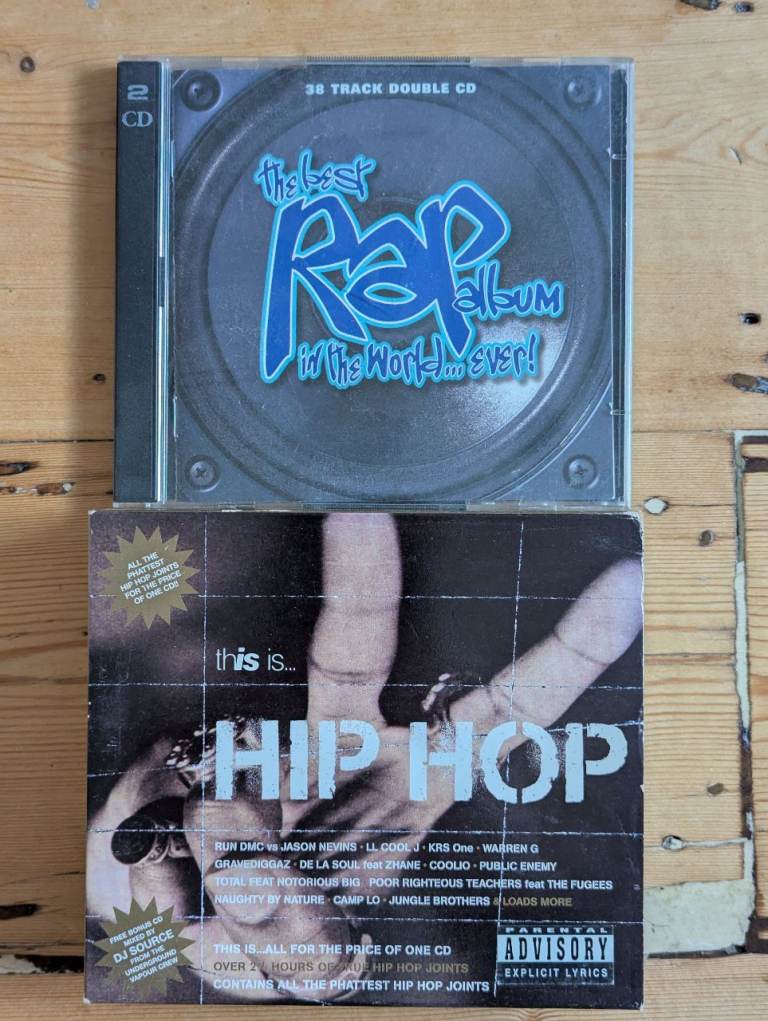 2
CD
38 TRACK DOUBLE CD
the best
Rap
album
in the World... ever!
ALL THE
PHATTEST
HIP HOP JOINTS
FOR THE PRICE
OF ONE CD!!
this is...
HIP HOP
RUN DMC vs JASON NEVINS • LL COOL J • KRS One • WARREN G
GRAVEDIGGAZ • DE LA SOUL feat ZHANE • COOLIO • PUBLIC ENEMY
TOTAL FEAT NOTORIOUS BIG POOR RIGHTEOUS TEACHERS feat THE FUGEES
NAUGHTY BY NATURE • CAMP LO • JUNGLE BROTHERS & LOADS MORE
FREE BONUS CD
MIXED BY
DJ SOURCE
FROM THE
UNDERGROUND
VAPOUR CREW
THIS IS...ALL FOR THE PRICE OF ONE CD
OVER HOURS OF TRUE HIP HOP JOINTS
CONTAINS ALL THE PHATTEST HIP HOP JOINTS
PARENTAL
ADVISORY
EXPLICIT LYRICS